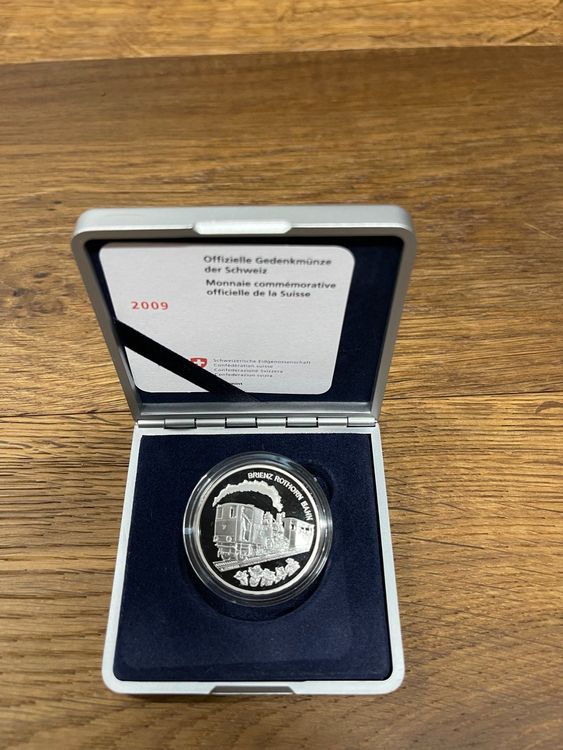 Offizielle Gedenkmünze
der Schweiz
Monnaie commémorative
officielle de la Suisse
2009
Schweizerische Eidgenossenschaft
Confédération suisse
Confederazione Svizzera
Confederaziun svizra
BRIENZ ROTHORN BAHN